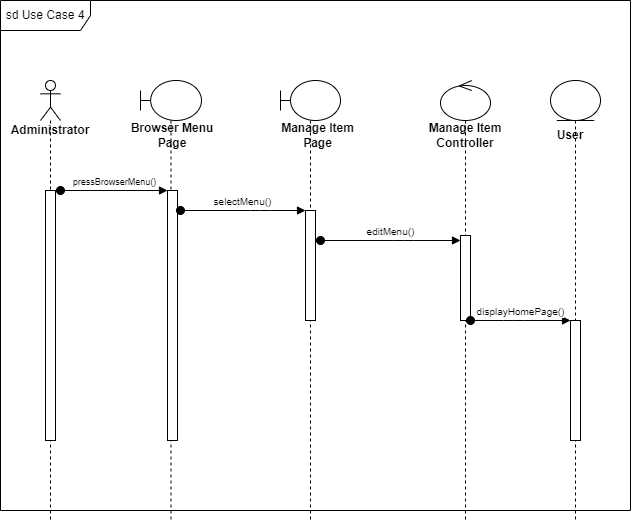 sd Use Case 4
Administrator
Browser Menu
Page
Manage Item
Page
Manage Item
Controller
User
pressBrowserMenu()
selectMenu()
editMenu()
displayHomePage()